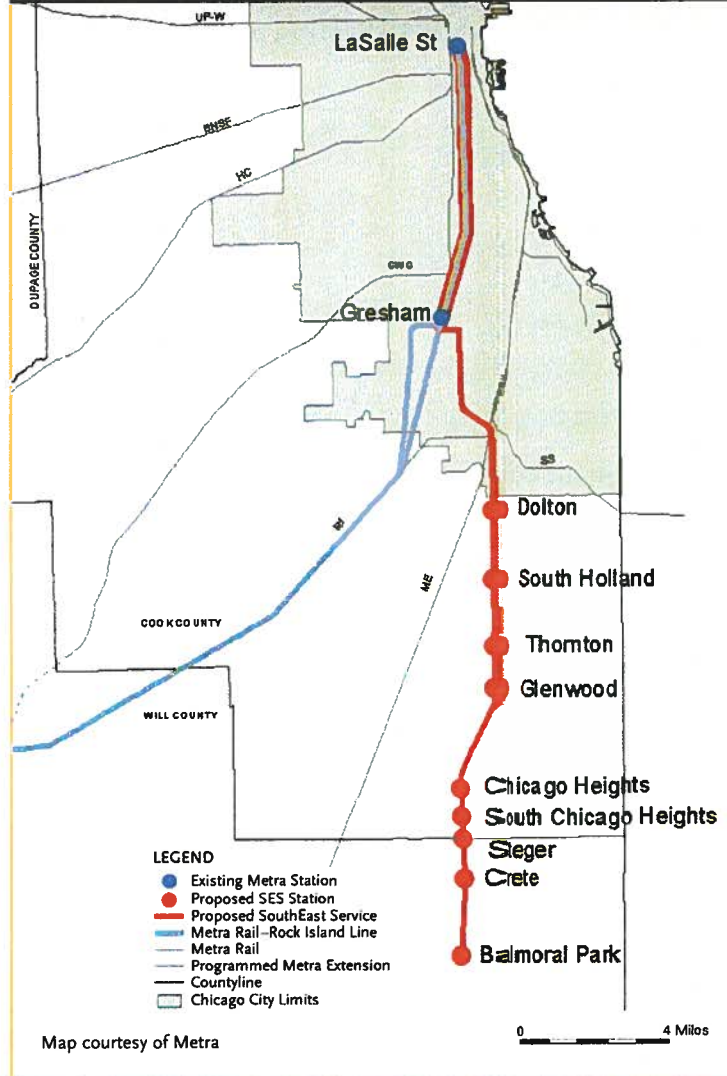 UP-W
LaSalle St
BNSF
HC
DUPAGE COUNTY
SWS
Gresham
SS
Dolton
RI
South Holland
ME
COOK COUNTY
Thornton
Glenwood
WILL COUNTY
Chicago Heights
South Chicago Heights
Steger
Crete
Balmoral Park
LEGEND
Existing Metra Station
Proposed SES Station
Proposed SouthEast Service
Metra Rail–Rock Island Line
Metra Rail
Programmed Metra Extension
Countyline
Chicago City Limits
Map courtesy of Metra
0 4 Miles